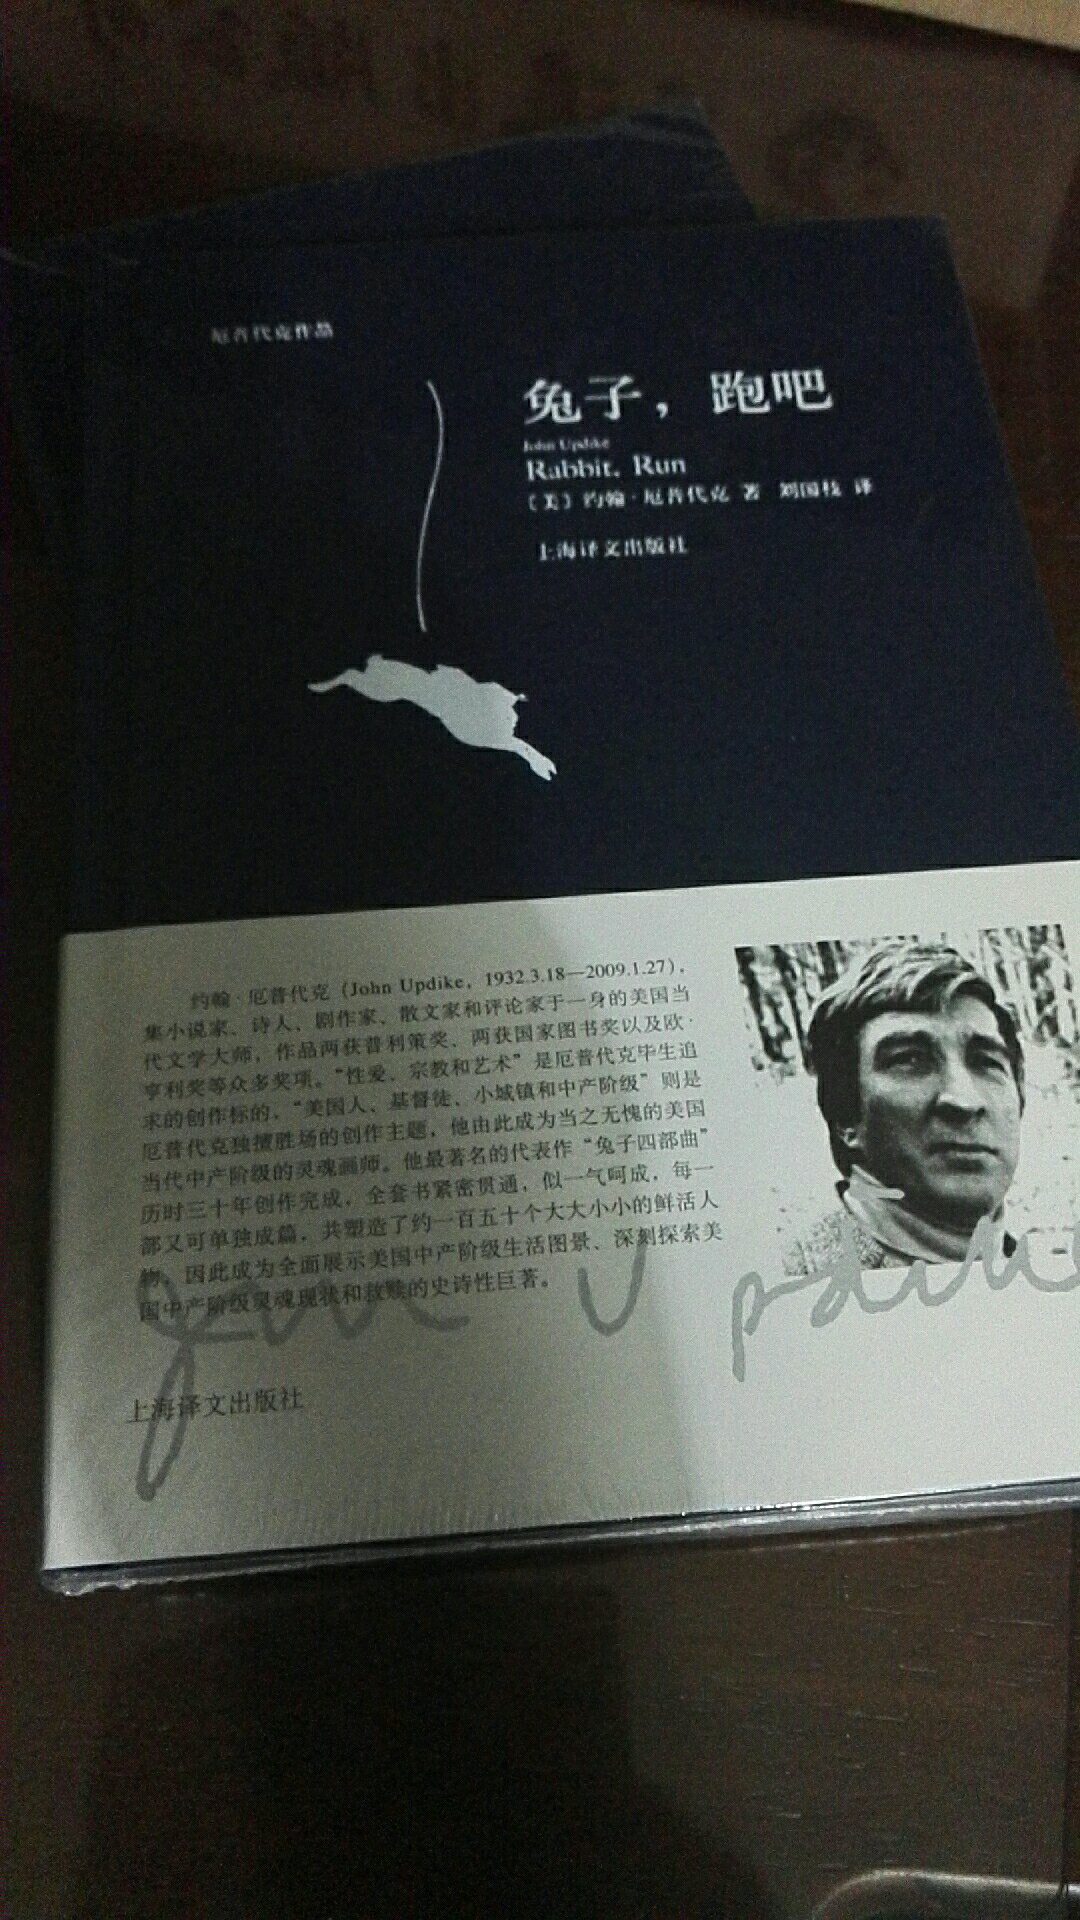 厄普代克作品
兔子，跑吧
John Updike
Rabbit, Run
〔美〕约翰·厄普代克 著 刘国枝 译
上海译文出版社
约翰·厄普代克（John Updike，1932.3.18—2009.1.27），
集小说家、诗人、剧作家、散文家和评论家于一身的美国当
代文学大师，作品两获普利策奖、两获国家图书奖以及欧·
亨利奖等众多奖项。“性爱、宗教和艺术”是厄普代克毕生追
求的创作标的，“美国人、基督徒、小城镇和中产阶级”则是
厄普代克独擅胜场的创作主题，他由此成为当之无愧的美国
当代中产阶级的灵魂画师。他最著名的代表作“兔子四部曲”
历时三十年创作完成，全套书紧密贯通，似一气呵成，每一
部又可单独成篇，共塑造了约一百五十个大大小小的鲜活人
物，因此成为全面展示美国中产阶级生活图景、深刻探索美
国中产阶级灵魂现状和救赎的史诗性巨著。
John Updike
上海译文出版社